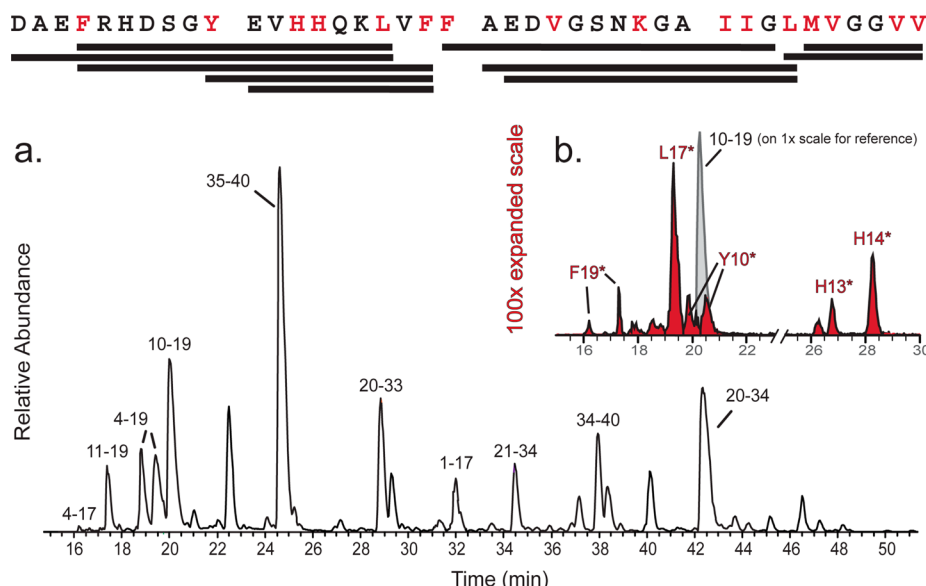 DAEFRHDSGY EVHHQKLVFF AEDVGSNKGA IIGLMVGGVV
a.
b.
100x expanded scale
10-19 (on 1x scale for reference)
L17*
F19*
Y10*
H13*
H14*
16 18 20 22 26 28 30
Relative Abundance
35-40
10-19
4-19
11-19
4-17
20-33
1-17
21-34
34-40
20-34
16 18 20 22 24 26 28 30 32 34 36 38 40 42 44 46 48 50
Time (min)